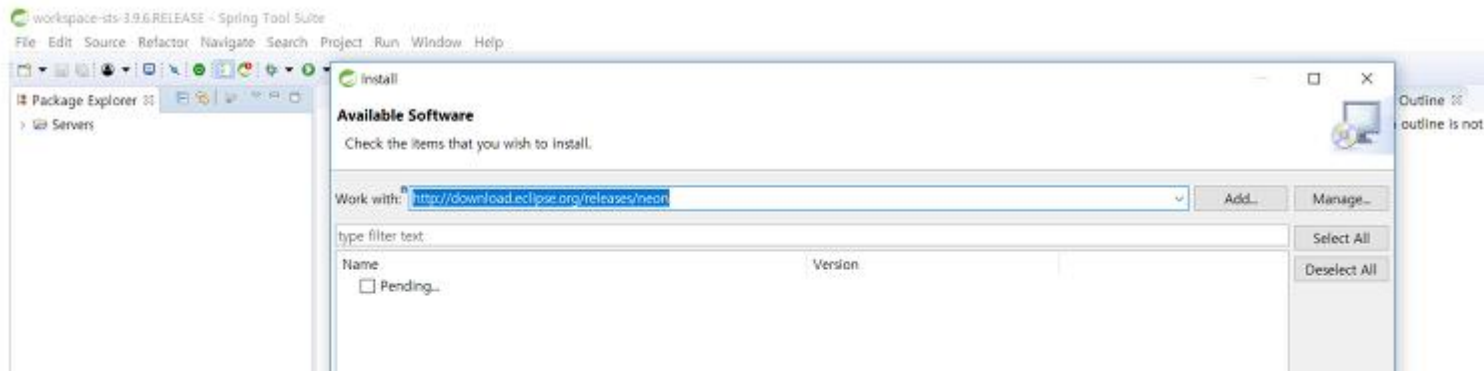 workspace-sts-3.9.6.RELEASE - Spring Tool Suite
File Edit Source Refactor Navigate Search Project Run Window Help
Install
Package Explorer
Servers
Available Software
Check the items that you wish to install.
Outline
outline is not
Work with: http://download.eclipse.org/releases/neon
Add...
Manage...
type filter text
Select All
Name Version
Deselect All
Pending...